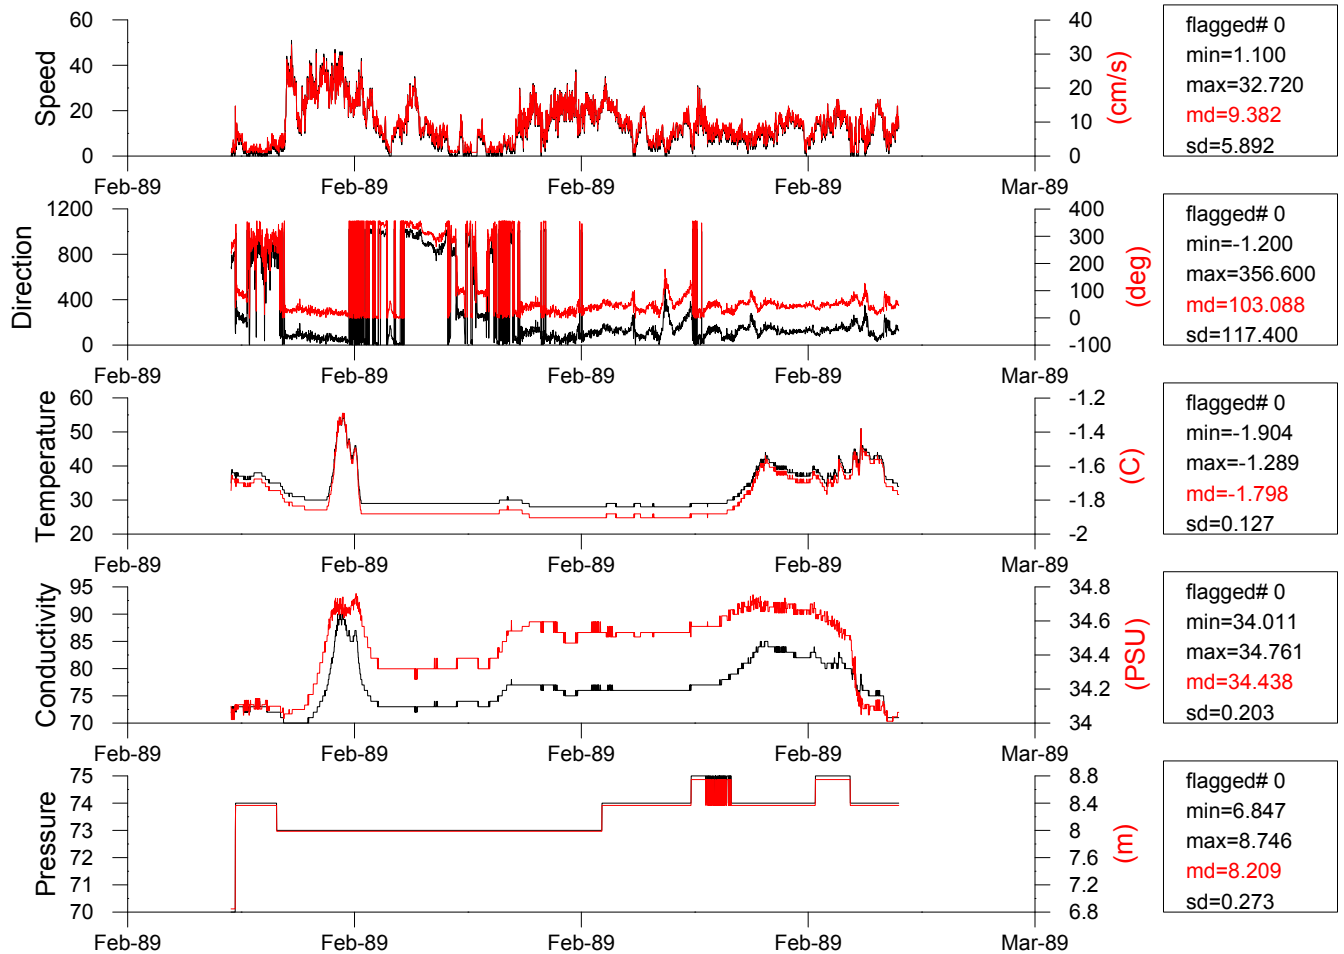 Speed
60
40
20
0
40
30
20
10
0
(cm/s)
Feb-89 Feb-89 Feb-89 Feb-89 Mar-89
flagged# 0
min=1.100
max=32.720
md=9.382
sd=5.892
Direction
1200
800
400
0
400
300
200
100
0
-100
(deg)
Feb-89 Feb-89 Feb-89 Feb-89 Mar-89
flagged# 0
min=-1.200
max=356.600
md=103.088
sd=117.400
Temperature
60
50
40
30
20
-1.2
-1.4
-1.6
-1.8
-2
(C)
Feb-89 Feb-89 Feb-89 Feb-89 Mar-89
flagged# 0
min=-1.904
max=-1.289
md=-1.798
sd=0.127
Conductivity
95
90
85
80
75
70
34.8
34.6
34.4
34.2
34
(PSU)
Feb-89 Feb-89 Feb-89 Feb-89 Mar-89
flagged# 0
min=34.011
max=34.761
md=34.438
sd=0.203
Pressure
75
74
73
72
71
70
8.8
8.4
8
7.6
7.2
6.8
(m)
Feb-89 Feb-89 Feb-89 Feb-89 Mar-89
flagged# 0
min=6.847
max=8.746
md=8.209
sd=0.273